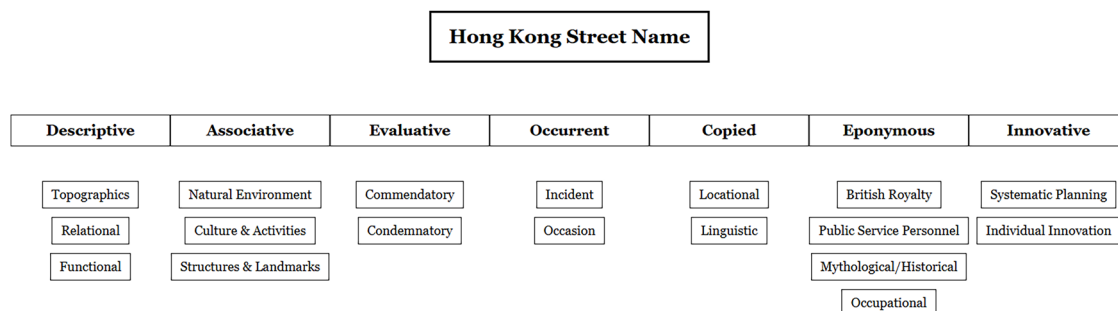 Hong Kong Street Name
Descriptive
Associative
Evaluative
Occurrent
Copied
Eponymous
Innovative
Topographics
Natural Environment
Commendatory
Incident
Locational
British Royalty
Systematic Planning
Relational
Culture & Activities
Condemnatory
Occasion
Linguistic
Public Service Personnel
Individual Innovation
Functional
Structures & Landmarks
Mythological/Historical
Occupational